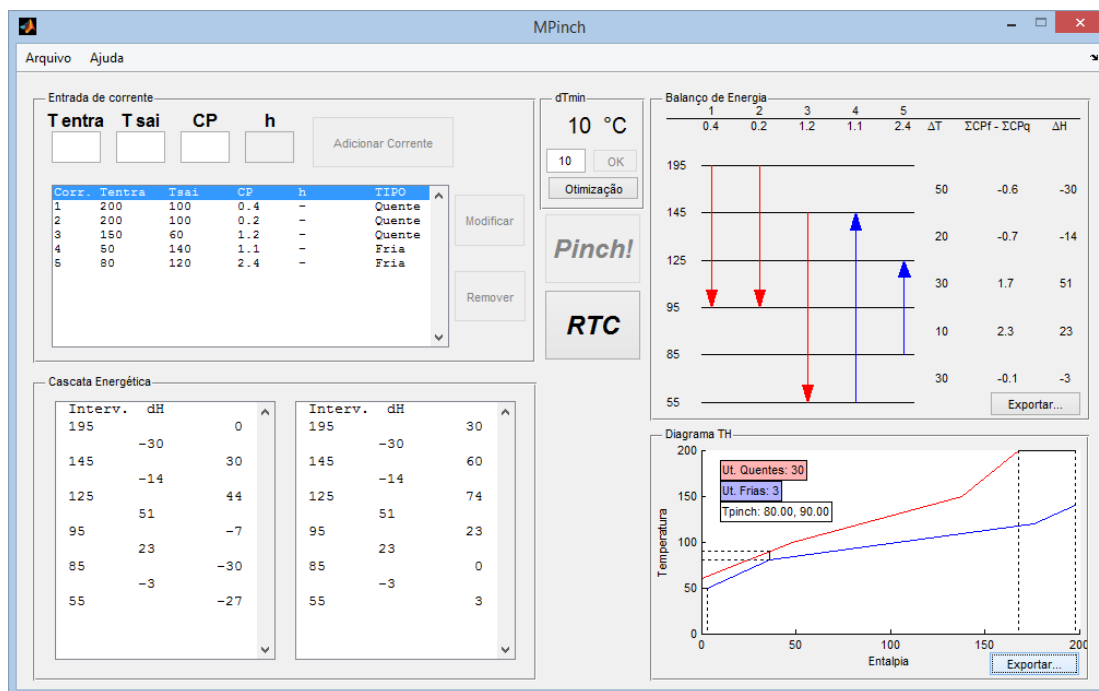 MPinch
Arquivo Ajuda
Entrada de corrente
T entra T sai CP h
Adicionar Corrente
Corr. Tentra Tsai CP h TIPO
1 200 100 0.4 - Quente
2 200 100 0.2 - Quente
3 150 60 1.2 - Quente
4 50 140 1.1 - Fria
5 80 120 2.4 - Fria
Modificar
Remover
dTmin
10 °C
10 OK
Otimização
Pinch!
RTC
Balanço de Energia
1 2 3 4 5
0.4 0.2 1.2 1.1 2.4 ΔT ΣCPf - ΣCPq ΔH
195
50 -0.6 -30
145
20 -0.7 -14
125
30 1.7 51
95
10 2.3 23
85
30 -0.1 -3
55
Exportar...
Cascata Energética
Interv. dH
195 0
-30
145 30
-14
125 44
51
95 -7
23
85 -30
-3
55 -27
Interv. dH
195 30
-30
145 60
-14
125 74
51
95 23
23
85 0
-3
55 3
Diagrama TH
200
150
100
50
0
Temperatura
Ut. Quentes: 30
Ut. Frias: 3
Tpinch: 80.00, 90.00
0 50 100 150 200
Entalpia
Exportar...